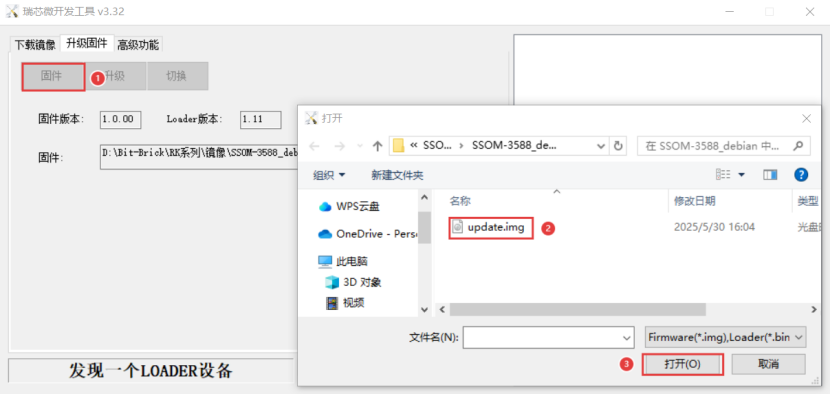 瑞芯微开发工具 v3.32
下载镜像 升级固件 高级功能
固件 1 升级 切换
固件版本: 1.0.00 Loader版本: 1.11
固件: D:\Bit-Brick\RK系列\镜像\SSOM-3588_deb
发现一个LOADER设备
打开
« SSO... › SSOM-3588_de... 在 SSOM-3588_debian 中...
组织 新建文件夹
名称 修改日期 类型
WPS云盘
OneDrive - Pers
此电脑
3D 对象
视频
update.img 2 2025/5/30 16:04 光盘
文件名(N): Firmware(*.img),Loader(*.bin
3 打开(O) 取消